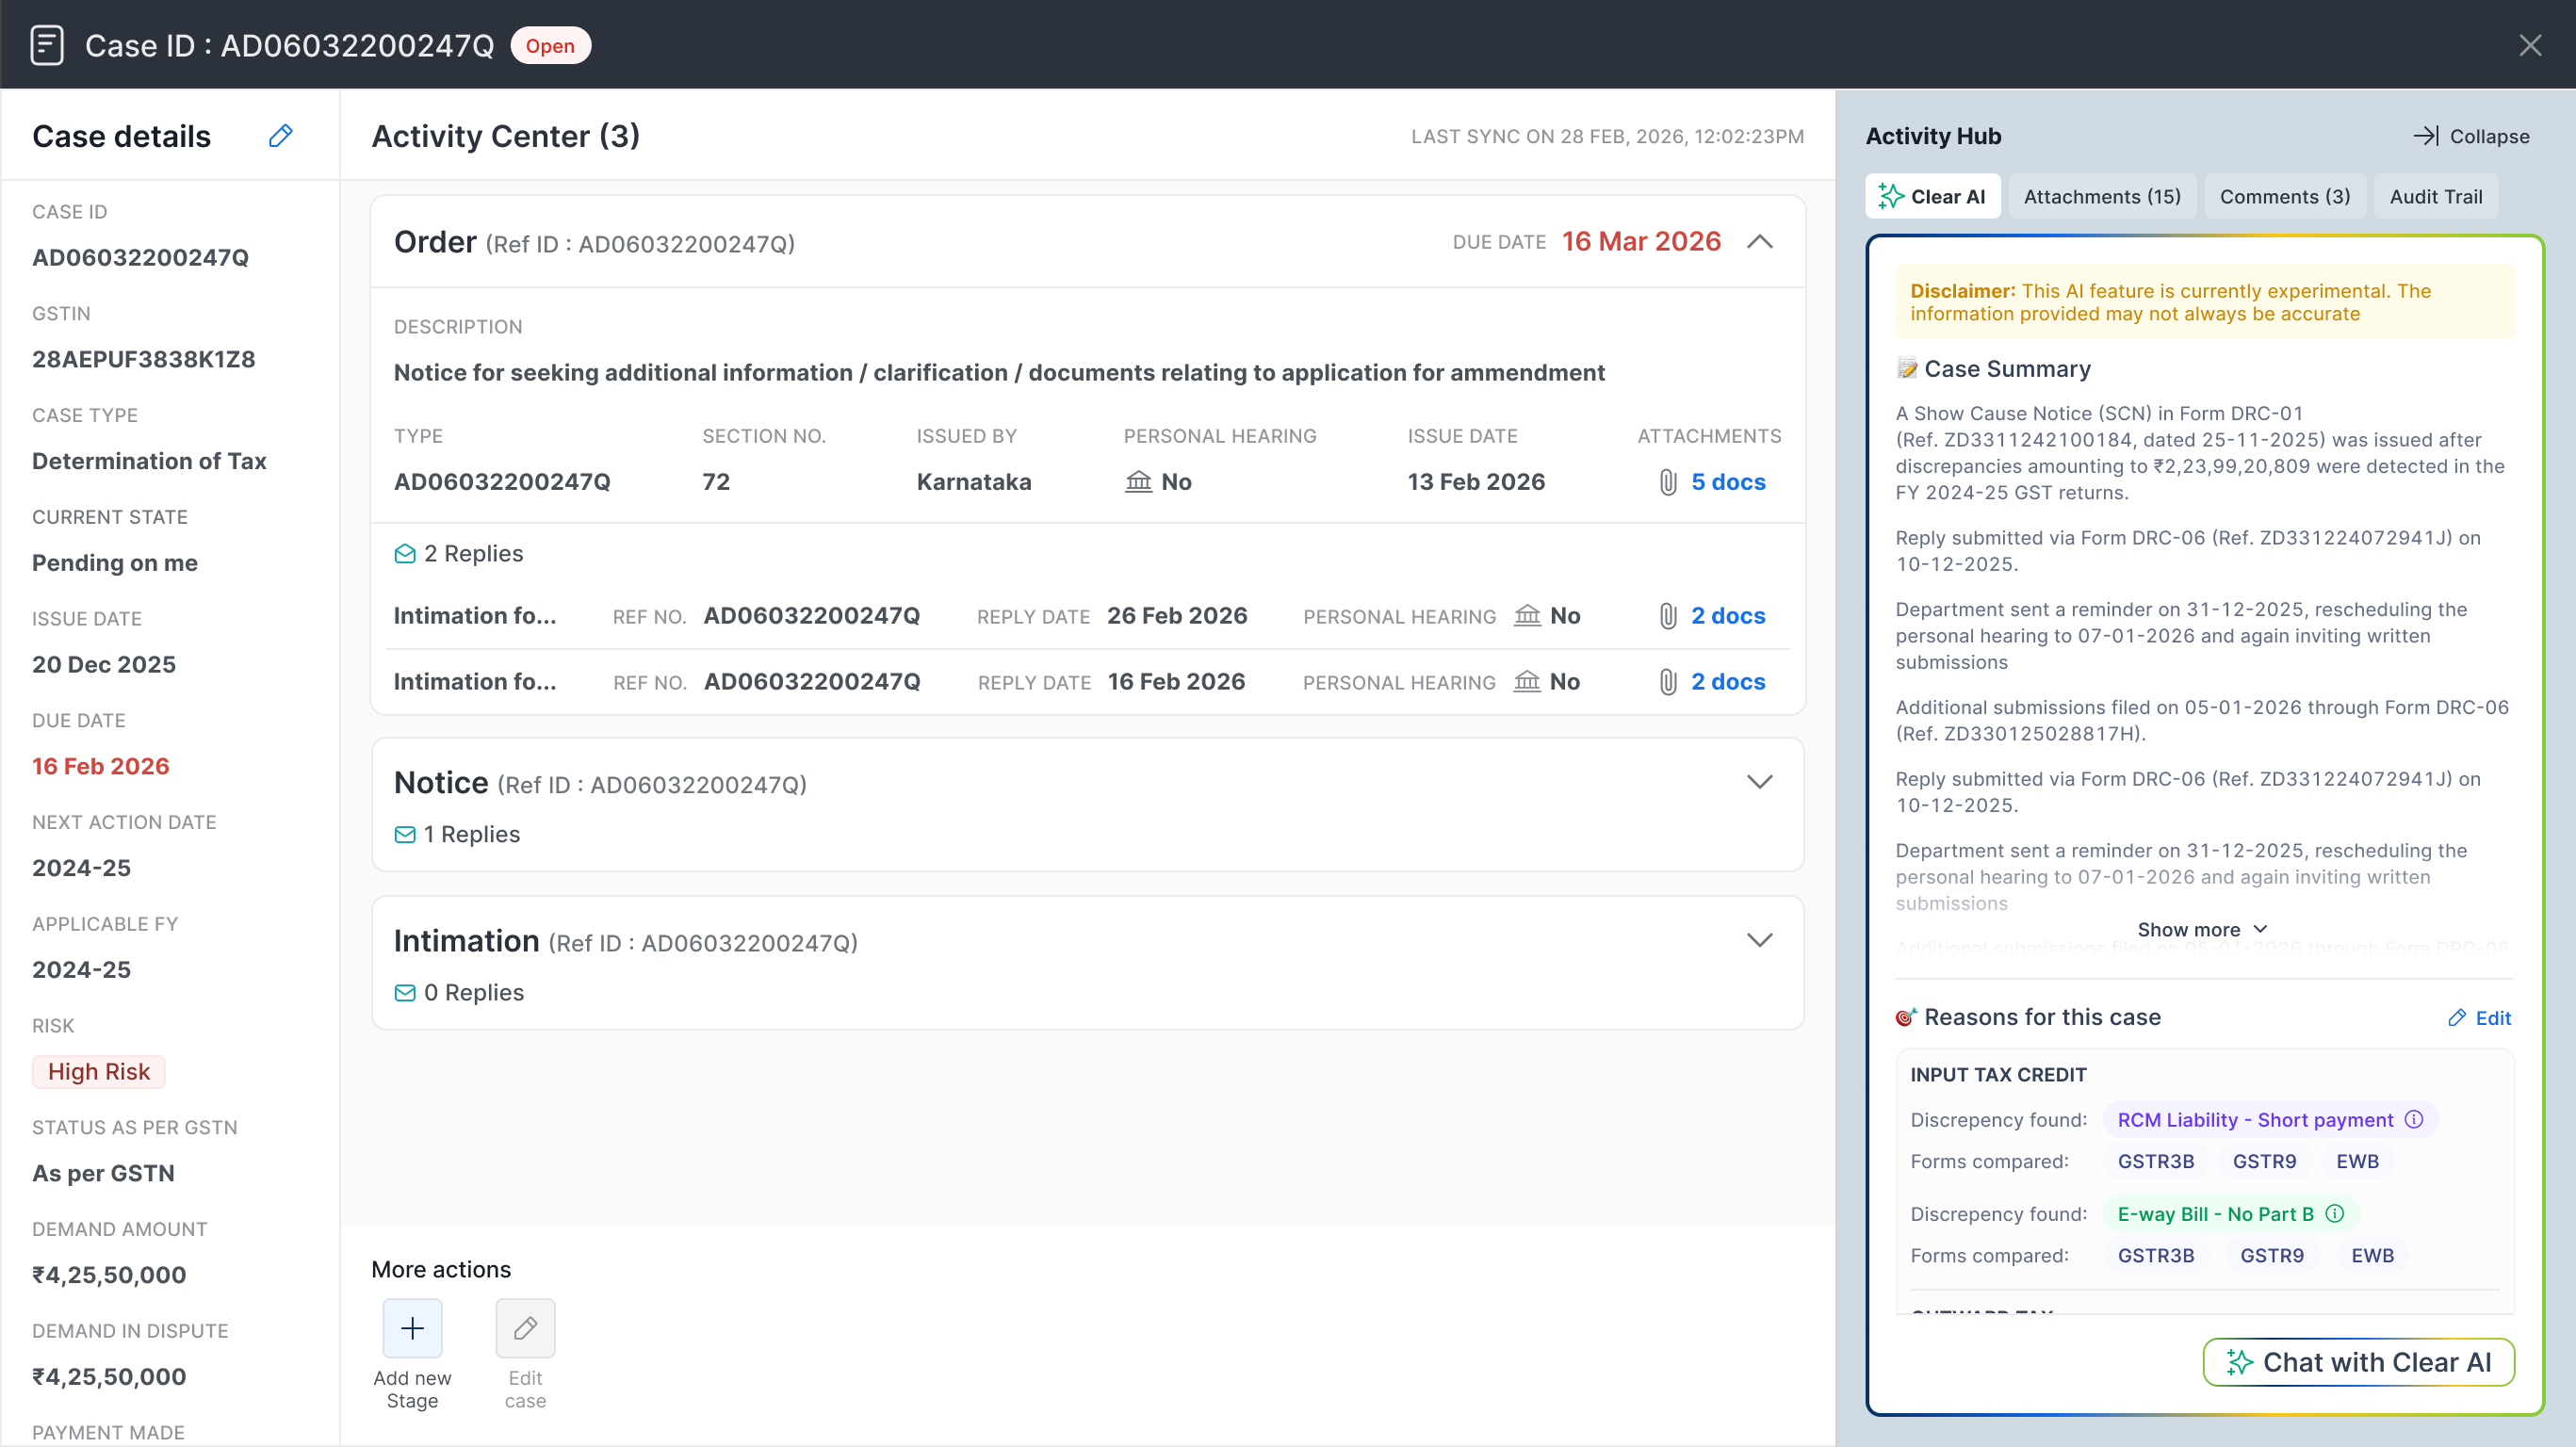 Case ID : AD06032200247Q Open
Case details
CASE ID
AD06032200247Q
GSTIN
28AEPUF3838K1Z8
CASE TYPE
Determination of Tax
CURRENT STATE
Pending on me
ISSUE DATE
20 Dec 2025
DUE DATE
16 Feb 2026
NEXT ACTION DATE
2024-25
APPLICABLE FY
2024-25
RISK
High Risk
STATUS AS PER GSTN
As per GSTN
DEMAND AMOUNT
₹4,25,50,000
DEMAND IN DISPUTE
₹4,25,50,000
PAYMENT MADE
Activity Center (3) LAST SYNC ON 28 FEB, 2026, 12:02:23PM
Order (Ref ID : AD06032200247Q) DUE DATE 16 Mar 2026
DESCRIPTION
Notice for seeking additional information / clarification / documents relating to application for ammendment
TYPE SECTION NO. ISSUED BY PERSONAL HEARING ISSUE DATE ATTACHMENTS
AD06032200247Q 72 Karnataka No 13 Feb 2026 5 docs
2 Replies
Intimation fo... REF NO. AD06032200247Q REPLY DATE 26 Feb 2026 PERSONAL HEARING No 2 docs
Intimation fo... REF NO. AD06032200247Q REPLY DATE 16 Feb 2026 PERSONAL HEARING No 2 docs
Notice (Ref ID : AD06032200247Q)
1 Replies
Intimation (Ref ID : AD06032200247Q)
0 Replies
More actions
Add new
Stage
Edit
case
Activity Hub Collapse
Clear AI Attachments (15) Comments (3) Audit Trail
Disclaimer: This AI feature is currently experimental. The
information provided may not always be accurate
Case Summary
A Show Cause Notice (SCN) in Form DRC-01
(Ref. ZD3311242100184, dated 25-11-2025) was issued after
discrepancies amounting to ₹2,23,99,20,809 were detected in the
FY 2024-25 GST returns.
Reply submitted via Form DRC-06 (Ref. ZD331224072941J) on
10-12-2025.
Department sent a reminder on 31-12-2025, rescheduling the
personal hearing to 07-01-2026 and again inviting written
submissions
Additional submissions filed on 05-01-2026 through Form DRC-06
(Ref. ZD330125028817H).
Reply submitted via Form DRC-06 (Ref. ZD331224072941J) on
10-12-2025.
Department sent a reminder on 31-12-2025, rescheduling the
personal hearing to 07-01-2026 and again inviting written
submissions
Show more
Additional submissions filed on 05-01-2026 through Form DRC-06
Reasons for this case Edit
INPUT TAX CREDIT
Discrepency found: RCM Liability - Short payment
Forms compared: GSTR3B GSTR9 EWB
Discrepency found: E-way Bill - No Part B
Forms compared: GSTR3B GSTR9 EWB
OUTWARD TAX
Chat with Clear AI